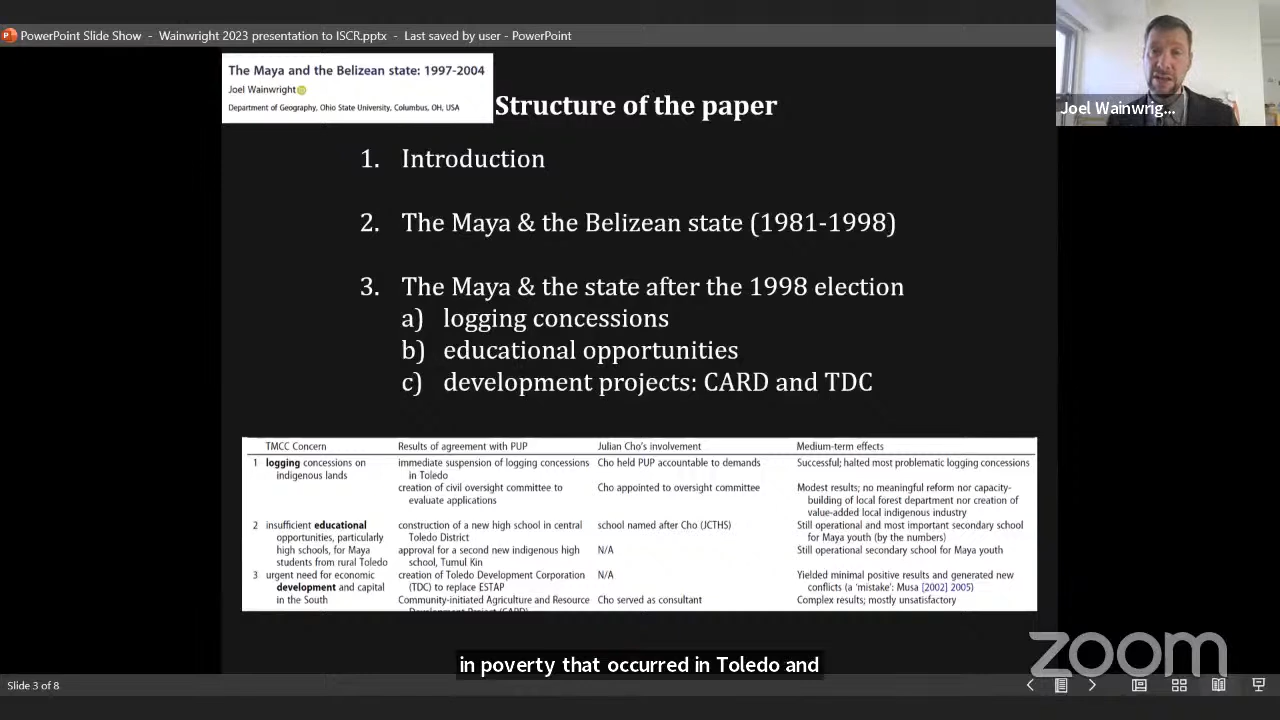 PowerPoint Slide Show - Wainwright 2023 presentation to ISCR.pptx - Last saved by user - PowerPoint
The Maya and the Belizean state: 1997-2004
Joel Wainwright
Department of Geography, Ohio State University, Columbus, OH, USA
Structure of the paper
Joel Wainwrig...
1. Introduction
2. The Maya & the Belizean state (1981-1998)
3. The Maya & the state after the 1998 election
a) logging concessions
b) educational opportunities
c) development projects: CARD and TDC
TMCC Concern Results of agreement with PUP Julian Cho's involvement Medium-term effects
1 logging concessions on immediate suspension of logging concessions Cho held PUP accountable to demands Successful; halted most problematic logging concessions
indigenous lands in Toledo
creation of civil oversight committee to Cho appointed to oversight committee Modest results; no meaningful reform nor capacity-
evaluate applications building of local forest department nor creation of
value-added local indigenous industry
2 insufficient educational construction of a new high school in central school named after Cho (JCTHS) Still operational and most important secondary school
opportunities, particularly Toledo District for Maya youth (by the numbers)
high schools, for Maya approval for a second new indigenous high N/A Still operational secondary school for Maya youth
students from rural Toledo school, Tumul Kin
3 urgent need for economic creation of Toledo Development Corporation N/A Yielded minimal positive results and generated new
development and capital (TDC) to replace ESTAP conflicts (a 'mistake': Musa [2002] 2005)
in the South Community-initiated Agriculture and Resource Cho served as consultant Complex results; mostly unsatisfactory
Development Project (CARD)
in poverty that occurred in Toledo and
zoom
Slide 3 of 8